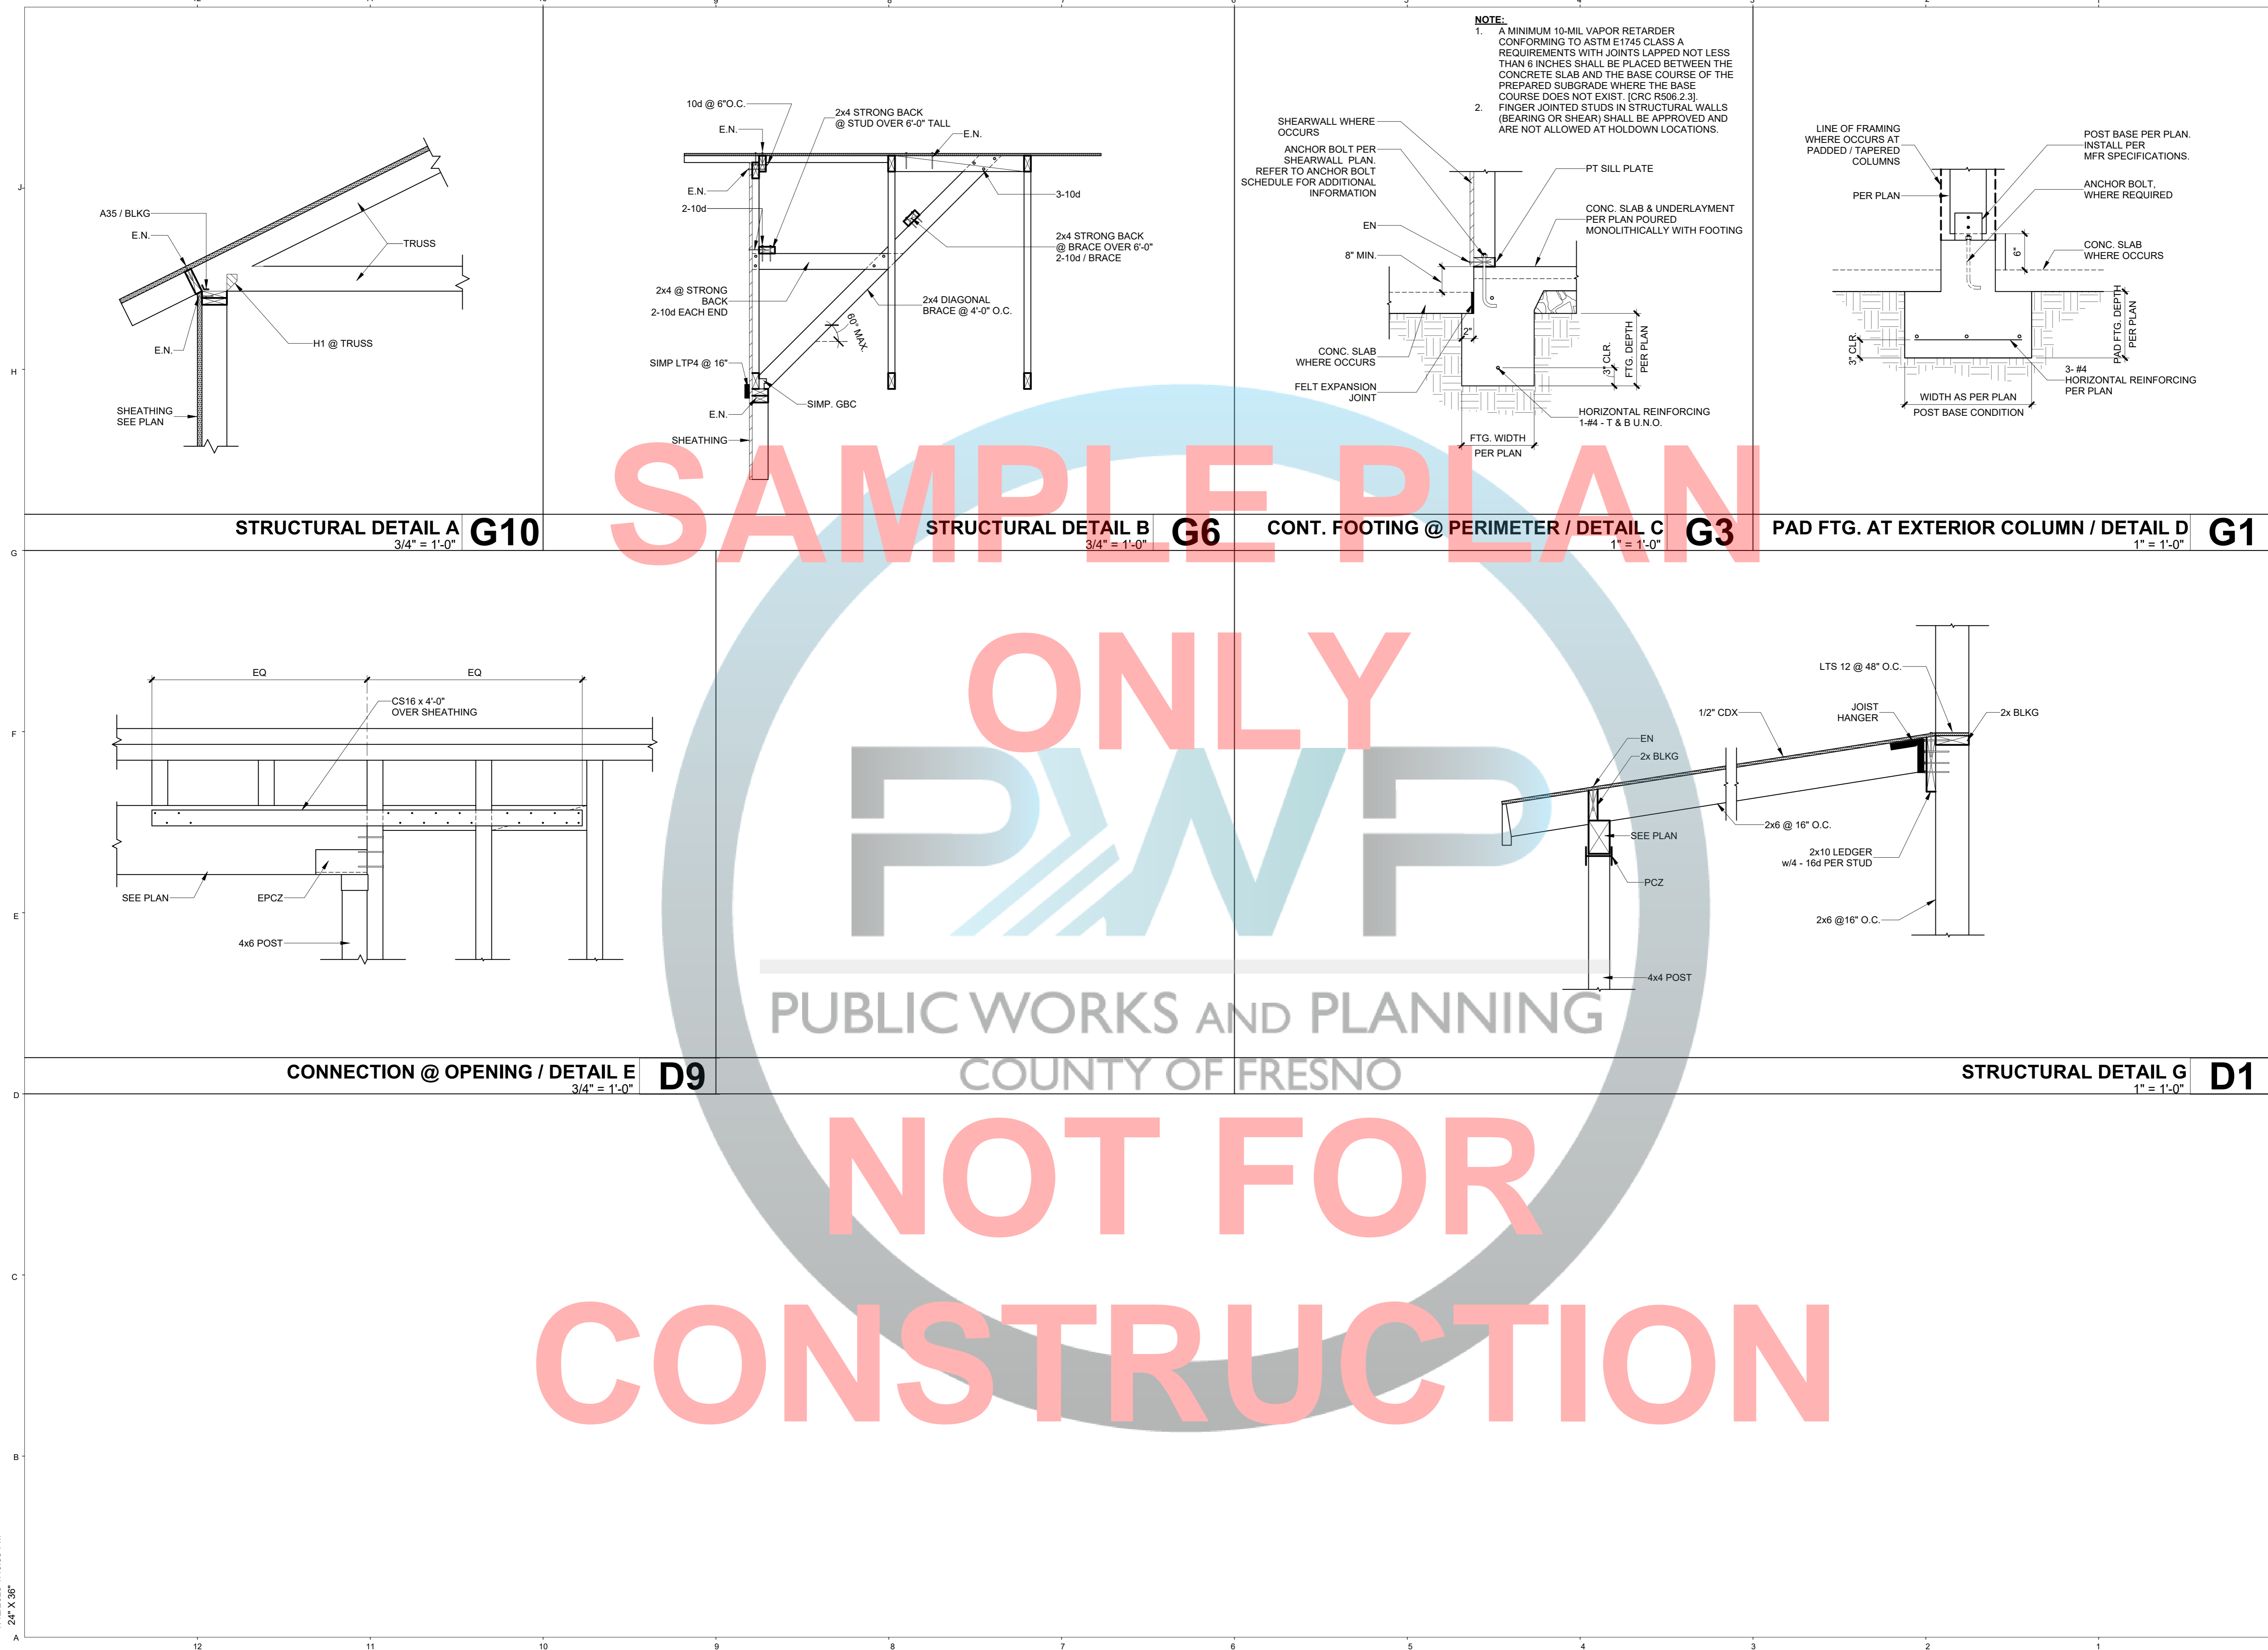 NOTE:
1. A MINIMUM 10-MIL VAPOR RETARDER
CONFORMING TO ASTM E1745 CLASS A
REQUIREMENTS WITH JOINTS LAPPED NOT LESS
THAN 6 INCHES SHALL BE PLACED BETWEEN THE
CONCRETE SLAB AND THE BASE COURSE OF THE
PREPARED SUBGRADE WHERE THE BASE
COURSE DOES NOT EXIST. [CRC R506.2.3].
2. FINGER JOINTED STUDS IN STRUCTURAL WALLS
(BEARING OR SHEAR) SHALL BE APPROVED AND
ARE NOT ALLOWED AT HOLDOWN LOCATIONS.
A35 / BLKG
E.N.
TRUSS
H1 @ TRUSS
E.N.
SHEATHING
SEE PLAN
STRUCTURAL DETAIL A
3/4" = 1'-0"
G10
10d @ 6"O.C.
E.N.
2x4 STRONG BACK
@ STUD OVER 6'-0" TALL
E.N.
E.N.
2-10d
3-10d
2x4 STRONG BACK
@ BRACE OVER 6'-0"
2-10d / BRACE
2x4 @ STRONG
BACK
2-10d EACH END
2x4 DIAGONAL
BRACE @ 4'-0" O.C.
60° MAX.
SIMP LTP4 @ 16"
SIMP. GBC
E.N.
SHEATHING
STRUCTURAL DETAIL B
3/4" = 1'-0"
G6
SHEARWALL WHERE
OCCURS
ANCHOR BOLT PER
SHEARWALL PLAN.
REFER TO ANCHOR BOLT
SCHEDULE FOR ADDITIONAL
INFORMATION
PT SILL PLATE
CONC. SLAB & UNDERLAYMENT
PER PLAN POURED
MONOLITHICALLY WITH FOOTING
EN
8" MIN.
2"
CONC. SLAB
WHERE OCCURS
FELT EXPANSION
JOINT
3" CLR.
FTG. DEPTH
PER PLAN
HORIZONTAL REINFORCING
1-#4 - T & B U.N.O.
FTG. WIDTH
PER PLAN
CONT. FOOTING @ PERIMETER / DETAIL C
1" = 1'-0"
G3
LINE OF FRAMING
WHERE OCCURS AT
PADDED / TAPERED
COLUMNS
PER PLAN
POST BASE PER PLAN.
INSTALL PER
MFR SPECIFICATIONS.
ANCHOR BOLT,
WHERE REQUIRED
6"
CONC. SLAB
WHERE OCCURS
3" CLR.
PAD FTG. DEPTH
PER PLAN
3- #4
HORIZONTAL REINFORCING
PER PLAN
WIDTH AS PER PLAN
POST BASE CONDITION
PAD FTG. AT EXTERIOR COLUMN / DETAIL D
1" = 1'-0"
G1
EQ
EQ
CS16 x 4'-0"
OVER SHEATHING
SEE PLAN
EPCZ
4x6 POST
CONNECTION @ OPENING / DETAIL E
3/4" = 1'-0"
D9
LTS 12 @ 48" O.C.
JOIST
HANGER
2x BLKG
1/2" CDX
EN
2x BLKG
2x6 @ 16" O.C.
SEE PLAN
2x10 LEDGER
w/4 - 16d PER STUD
PCZ
2x6 @16" O.C.
4x4 POST
STRUCTURAL DETAIL G
1" = 1'-0"
D1
SAMPLE PLAN
ONLY
NOT FOR
CONSTRUCTION
PWP
PUBLIC WORKS AND PLANNING
COUNTY OF FRESNO
J
H
G
F
E
D
C
B
A
24" X 36"
12
11
10
9
8
7
6
5
4
3
2
1